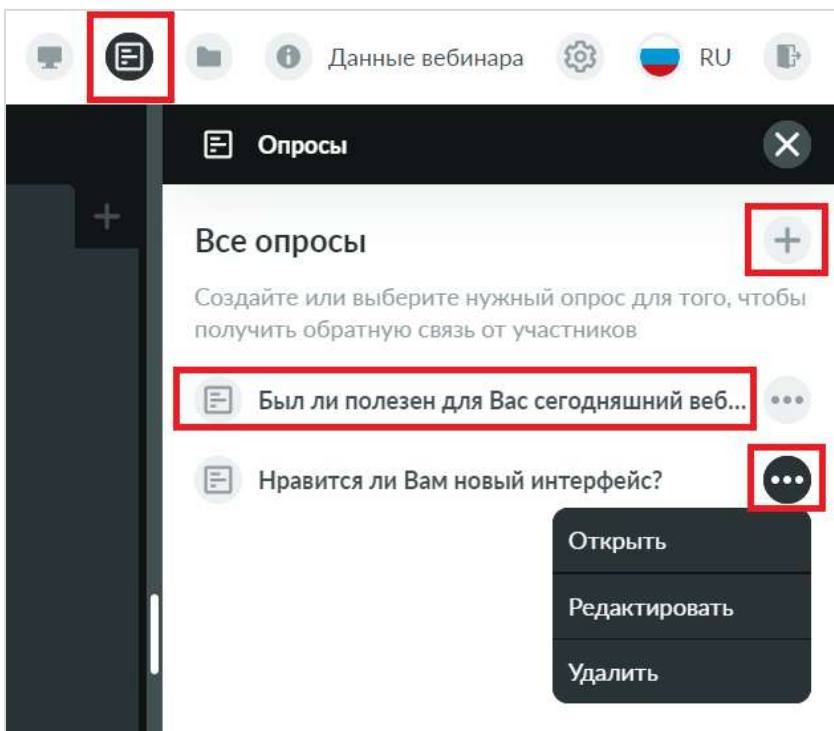 Данные вебинара
RU
Опросы
Все опросы
Создайте или выберите нужный опрос для того, чтобы
получить обратную связь от участников
Был ли полезен для Вас сегодняшний веб...
Нравится ли Вам новый интерфейс?
Открыть
Редактировать
Удалить